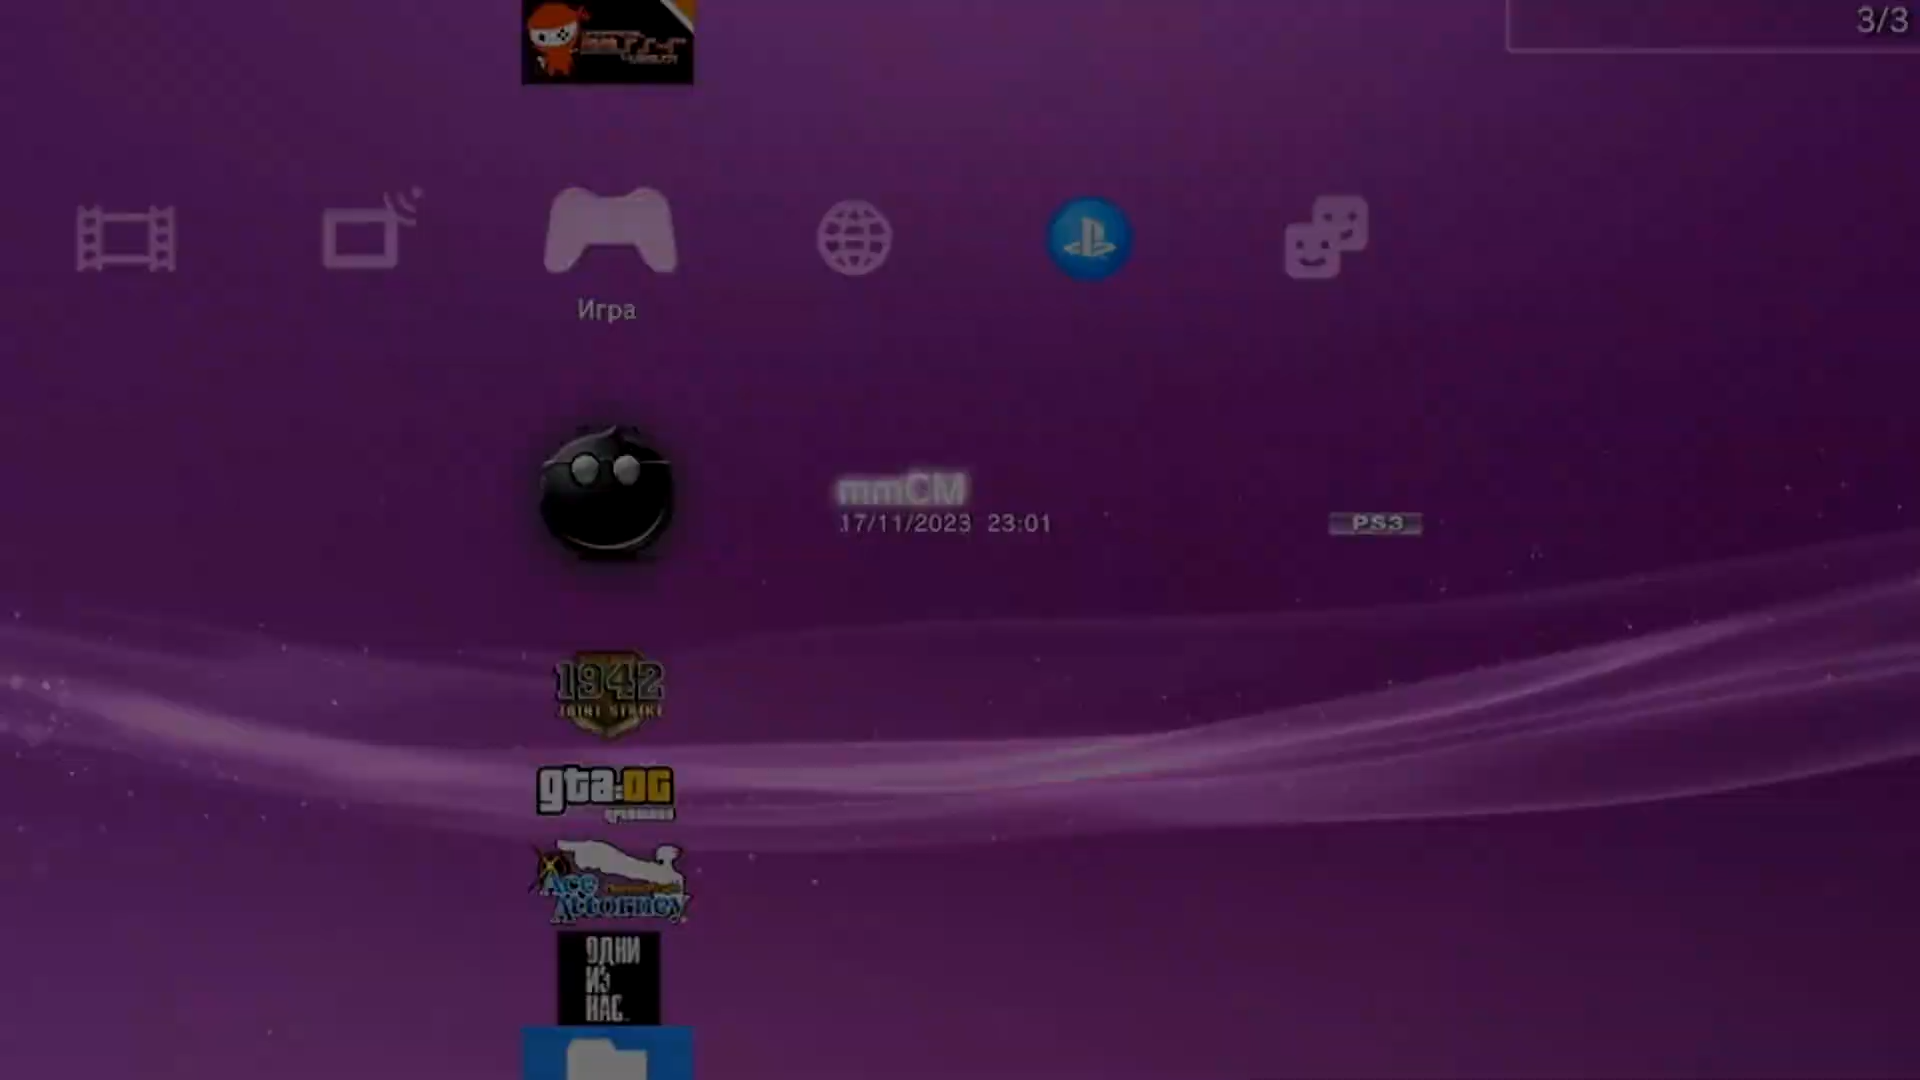 3/3
Игра
mmCM
17/11/2023 23:01
PS3
1942
JOINT STRIKE
gta:OG
Ace
Attorney
ОДНИ
ИЗ
НАС